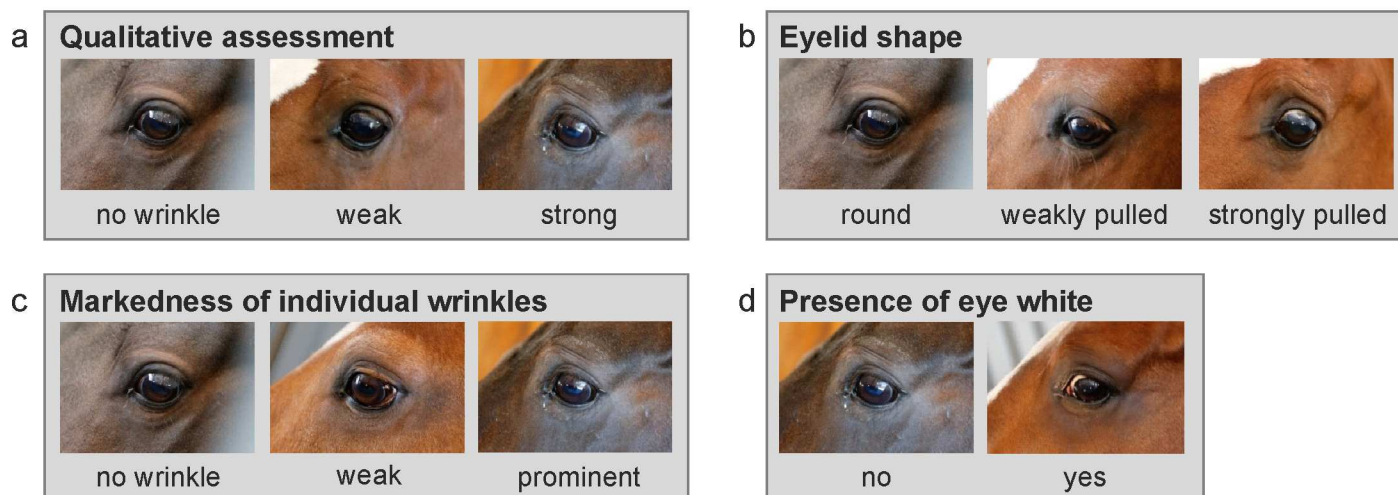 a Qualitative assessment
no wrinkle weak strong
b Eyelid shape
round weakly pulled strongly pulled
c Markedness of individual wrinkles
no wrinkle weak prominent
d Presence of eye white
no yes